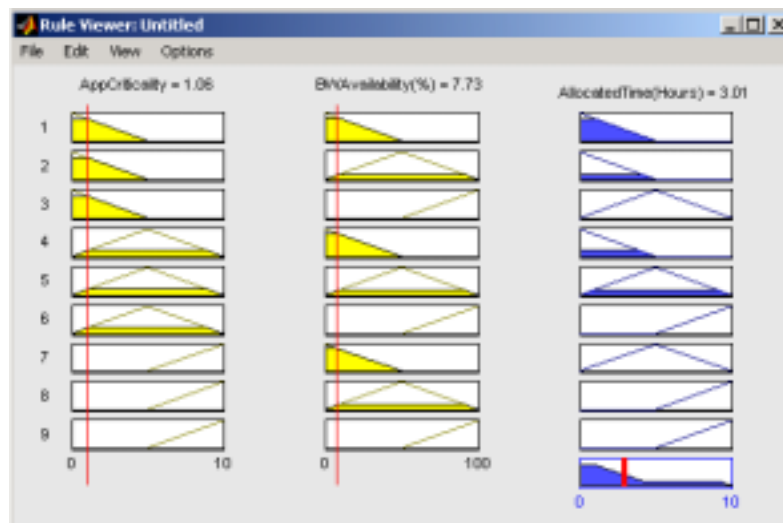 Rule Viewer: Untitled
File Edit View Options
AppCriticality = 1.06
BWAvailability(%) = 7.73
AllocatedTime(Hours) = 3.01
1
2
3
4
5
6
7
8
9
0 10
0 100
0 10